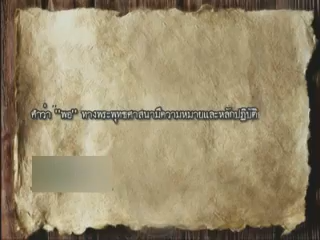 คำว่า "พอ" ทางพระพุทธศาสนามีความหมายและหลักปฏิบัติ